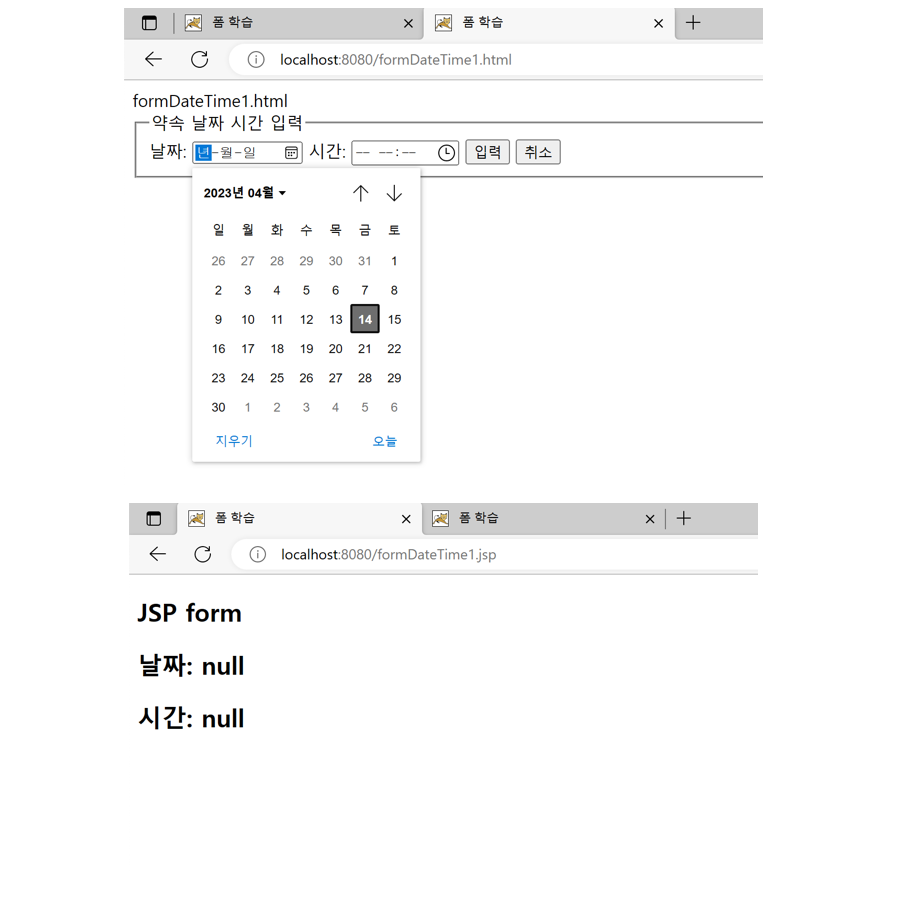 폼 학습
폼 학습
localhost:8080/formDateTime1.html
formDateTime1.html
약속 날짜 시간 입력
날짜: 년-월-일 시간: -- --:-- 입력 취소
2023년 04월
일 월 화 수 목 금 토
26 27 28 29 30 31 1
2 3 4 5 6 7 8
9 10 11 12 13 14 15
16 17 18 19 20 21 22
23 24 25 26 27 28 29
30 1 2 3 4 5 6
지우기 오늘
폼 학습
폼 학습
localhost:8080/formDateTime1.jsp
JSP form
날짜: null
시간: null